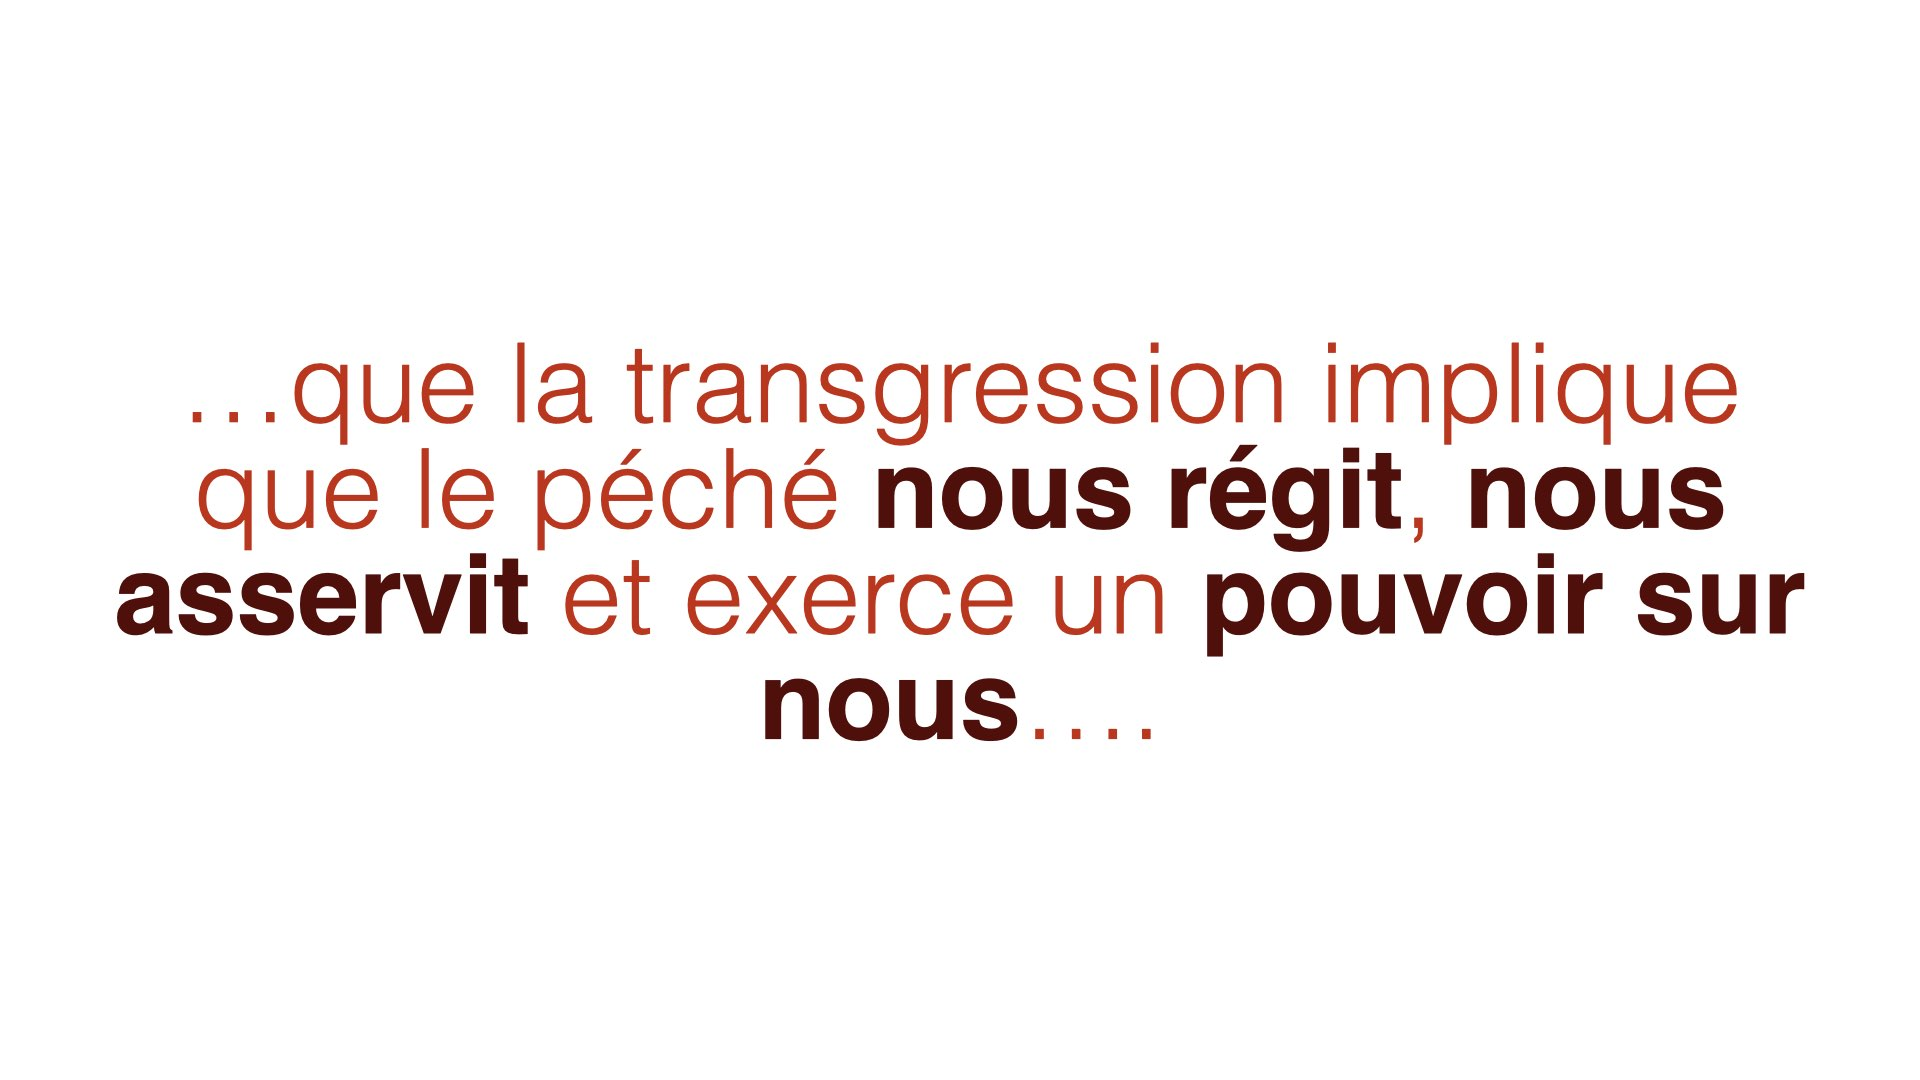 …que la transgression implique
que le péché nous régit, nous
asservit et exerce un pouvoir sur
nous….